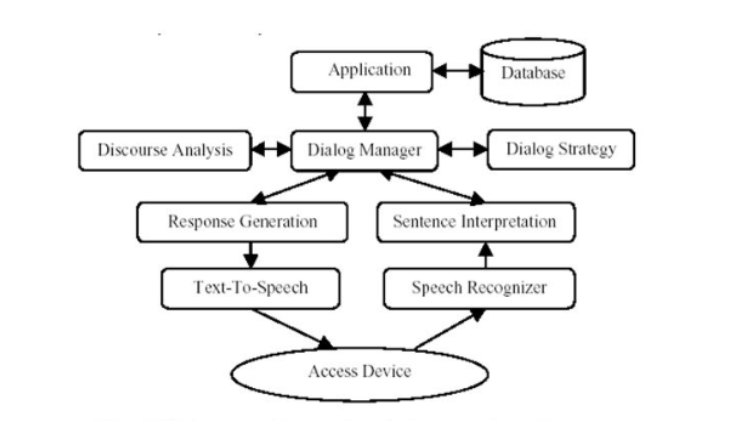 Application
Database
Discourse Analysis
Dialog Manager
Dialog Strategy
Response Generation
Sentence Interpretation
Text-To-Speech
Speech Recognizer
Access Device